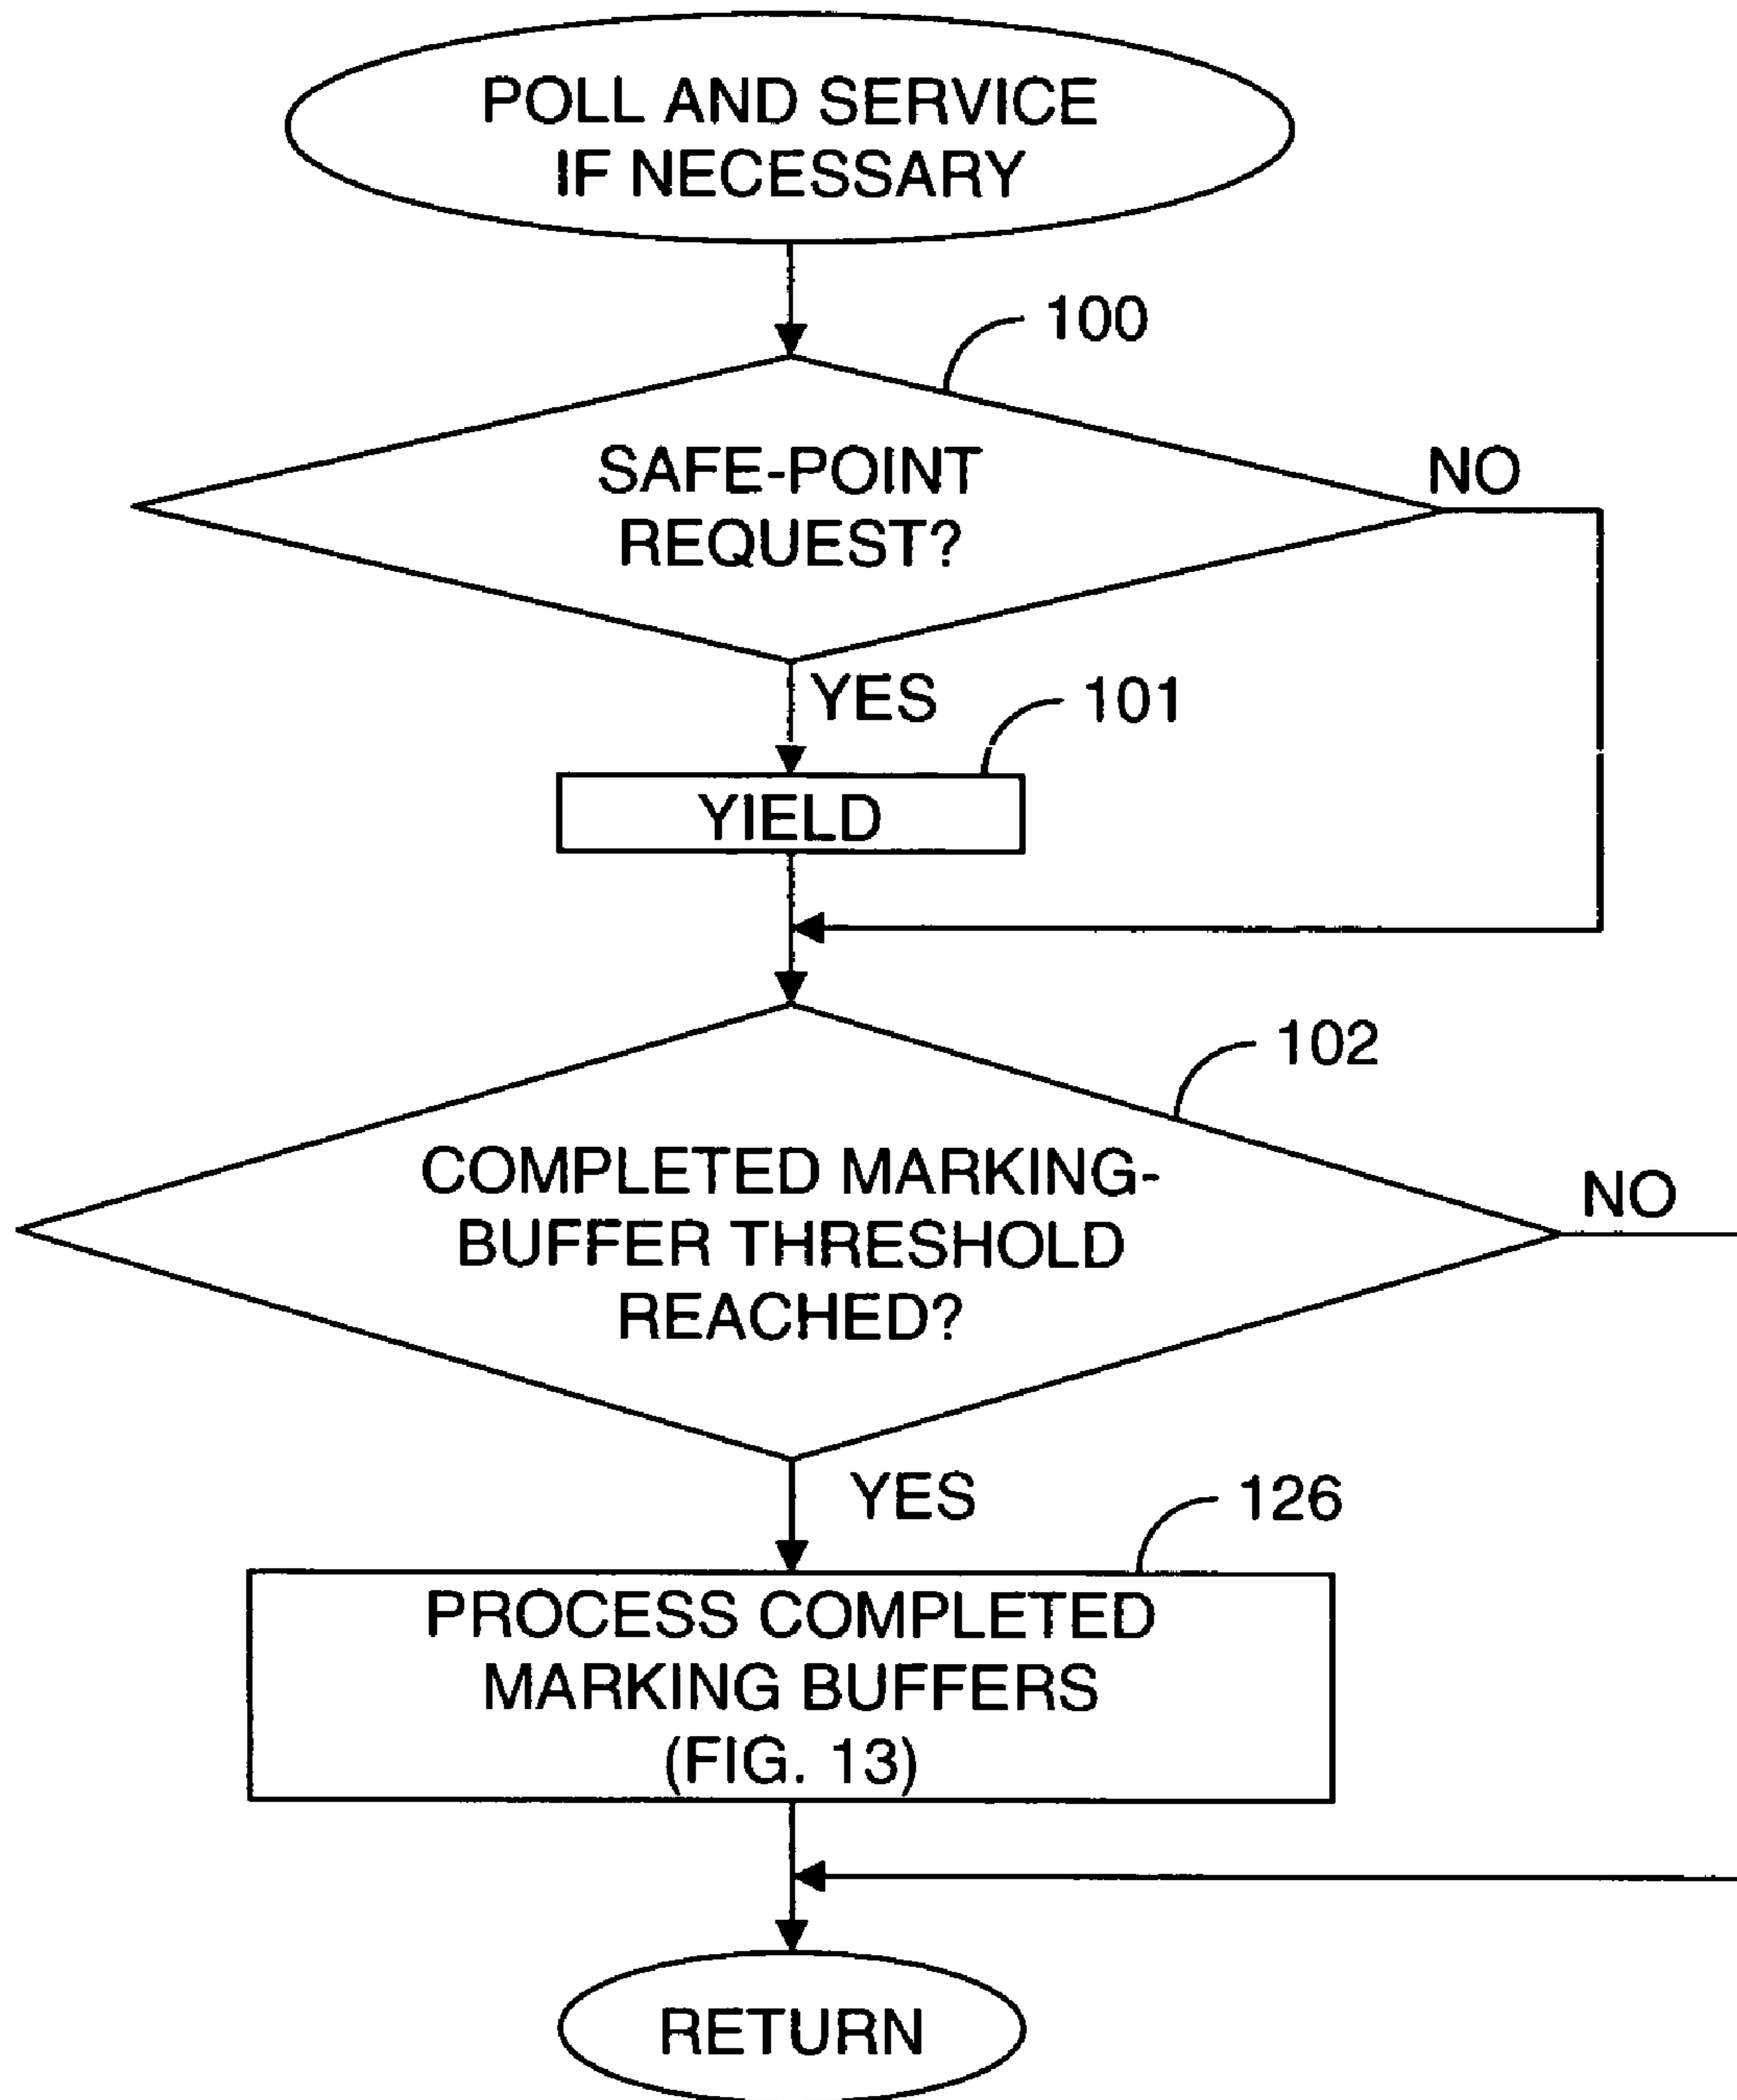 POLL AND SERVICE
IF NECESSARY
100
SAFE-POINT
REQUEST?
NO
YES
101
YIELD
102
COMPLETED MARKING-
BUFFER THRESHOLD
REACHED?
NO
YES
126
PROCESS COMPLETED
MARKING BUFFERS
(FIG. 13)
RETURN